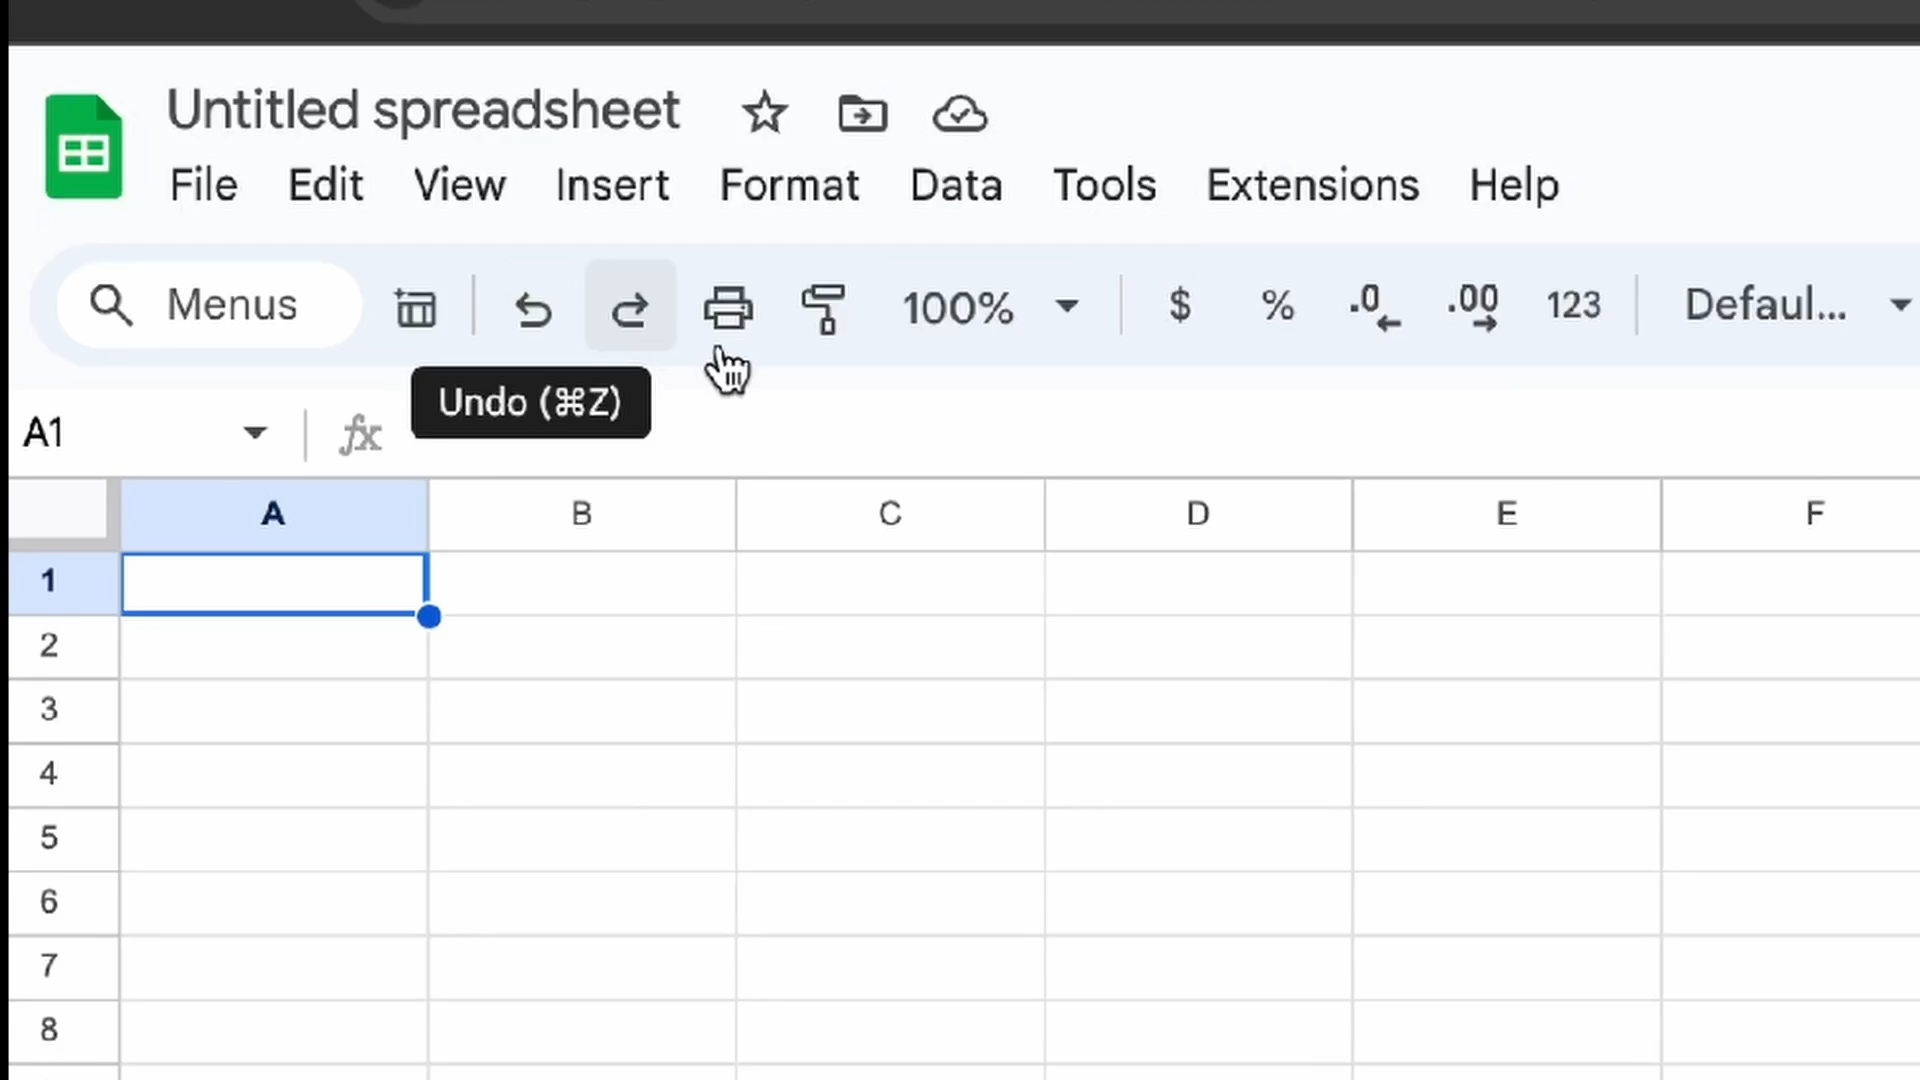 Untitled spreadsheet
File Edit View Insert Format Data Tools Extensions Help
Menus 100% $ % .0 .00 123 Defaul...
Undo (⌘Z)
A1 fx
A B C D E F
1
2
3
4
5
6
7
8